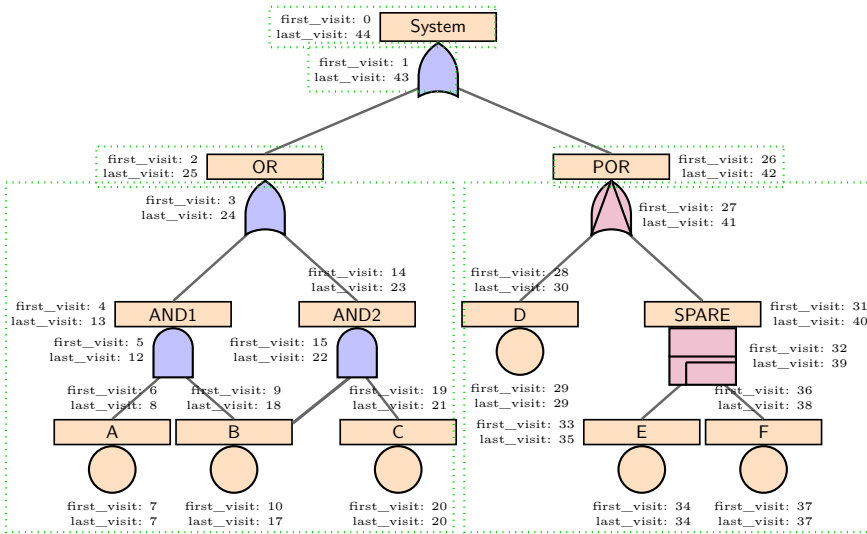 first_visit: 0
last_visit: 44
System
first_visit: 1
last_visit: 43
first_visit: 2
last_visit: 25
OR
POR
first_visit: 26
last_visit: 42
first_visit: 3
last_visit: 24
first_visit: 27
last_visit: 41
first_visit: 14
last_visit: 23
first_visit: 28
last_visit: 30
first_visit: 4
last_visit: 13
AND1
AND2
D
SPARE
first_visit: 31
last_visit: 40
first_visit: 5
last_visit: 12
first_visit: 15
last_visit: 22
first_visit: 32
last_visit: 39
first_visit: 6
last_visit: 8
first_visit: 9
last_visit: 18
first_visit: 19
last_visit: 21
first_visit: 29
last_visit: 29
first_visit: 36
last_visit: 38
A
B
C
first_visit: 33
last_visit: 35
E
F
first_visit: 7
last_visit: 7
first_visit: 10
last_visit: 17
first_visit: 20
last_visit: 20
first_visit: 34
last_visit: 34
first_visit: 37
last_visit: 37